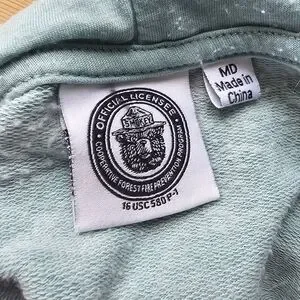 OFFICIAL LICENSEE
COOPERATIVE FOREST FIRE PREVENTION PROGRAM
16 USC 580 P-1
MD
Made in
China